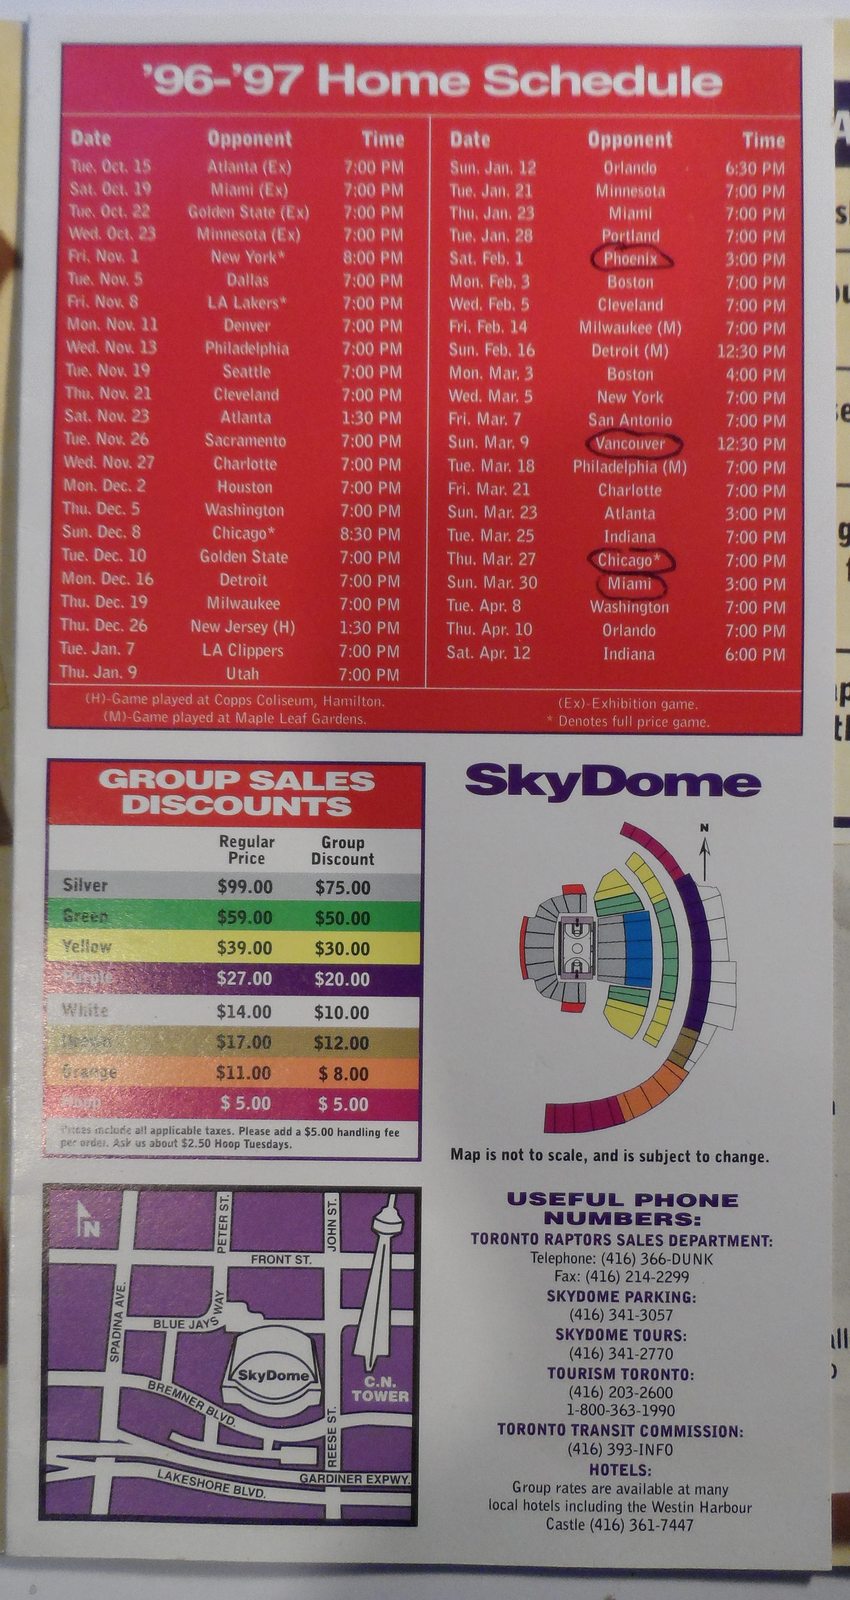 '96-'97 Home Schedule
Date Opponent Time
Tue. Oct. 15 Atlanta (Ex) 7:00 PM
Sat. Oct. 19 Miami (Ex) 7:00 PM
Tue. Oct. 22 Golden State (Ex) 7:00 PM
Wed. Oct. 23 Minnesota (Ex) 7:00 PM
Fri. Nov. 1 New York* 8:00 PM
Tue. Nov. 5 Dallas 7:00 PM
Fri. Nov. 8 LA Lakers* 7:00 PM
Mon. Nov. 11 Denver 7:00 PM
Wed. Nov. 13 Philadelphia 7:00 PM
Tue. Nov. 19 Seattle 7:00 PM
Thu. Nov. 21 Cleveland 7:00 PM
Sat. Nov. 23 Atlanta 1:30 PM
Tue. Nov. 26 Sacramento 7:00 PM
Wed. Nov. 27 Charlotte 7:00 PM
Mon. Dec. 2 Houston 7:00 PM
Thu. Dec. 5 Washington 7:00 PM
Sun. Dec. 8 Chicago* 8:30 PM
Tue. Dec. 10 Golden State 7:00 PM
Mon. Dec. 16 Detroit 7:00 PM
Thu. Dec. 19 Milwaukee 7:00 PM
Thu. Dec. 26 New Jersey (H) 1:30 PM
Tue. Jan. 7 LA Clippers 7:00 PM
Thu. Jan. 9 Utah 7:00 PM
Date Opponent Time
Sun. Jan. 12 Orlando 6:30 PM
Tue. Jan. 21 Minnesota 7:00 PM
Thu. Jan. 23 Miami 7:00 PM
Tue. Jan. 28 Portland 7:00 PM
Sat. Feb. 1 Phoenix 3:00 PM
Mon. Feb. 3 Boston 7:00 PM
Wed. Feb. 5 Cleveland 7:00 PM
Fri. Feb. 14 Milwaukee (M) 7:00 PM
Sun. Feb. 16 Detroit (M) 12:30 PM
Mon. Mar. 3 Boston 4:00 PM
Wed. Mar. 5 New York 7:00 PM
Fri. Mar. 7 San Antonio 7:00 PM
Sun. Mar. 9 Vancouver 12:30 PM
Tue. Mar. 18 Philadelphia (M) 7:00 PM
Fri. Mar. 21 Charlotte 7:00 PM
Sun. Mar. 23 Atlanta 3:00 PM
Tue. Mar. 25 Indiana 7:00 PM
Thu. Mar. 27 Chicago* 7:00 PM
Sun. Mar. 30 Miami 3:00 PM
Tue. Apr. 8 Washington 7:00 PM
Thu. Apr. 10 Orlando 7:00 PM
Sat. Apr. 12 Indiana 6:00 PM
(H)-Game played at Copps Coliseum, Hamilton.
(M)-Game played at Maple Leaf Gardens.
(Ex)-Exhibition game.
* Denotes full price game.
GROUP SALES
DISCOUNTS
Regular Group
Price Discount
Silver $99.00 $75.00
Green $59.00 $50.00
Yellow $39.00 $30.00
Purple $27.00 $20.00
White $14.00 $10.00
$17.00 $12.00
Orange $11.00 $ 8.00
$ 5.00 $ 5.00
Prices include all applicable taxes. Please add a $5.00 handling fee
per order. Ask us about $2.50 Hoop Tuesdays.
SkyDome
N
Map is not to scale, and is subject to change.
N
SPADINA AVE.
PETER ST.
JOHN ST.
FRONT ST.
BLUE JAYS WAY
SkyDome
C.N.
TOWER
BREMNER BLVD.
REESE ST.
GARDINER EXPWY.
LAKESHORE BLVD.
USEFUL PHONE
NUMBERS:
TORONTO RAPTORS SALES DEPARTMENT:
Telephone: (416) 366-DUNK
Fax: (416) 214-2299
SKYDOME PARKING:
(416) 341-3057
SKYDOME TOURS:
(416) 341-2770
TOURISM TORONTO:
(416) 203-2600
1-800-363-1990
TORONTO TRANSIT COMMISSION:
(416) 393-INFO
HOTELS:
Group rates are available at many
local hotels including the Westin Harbour
Castle (416) 361-7447